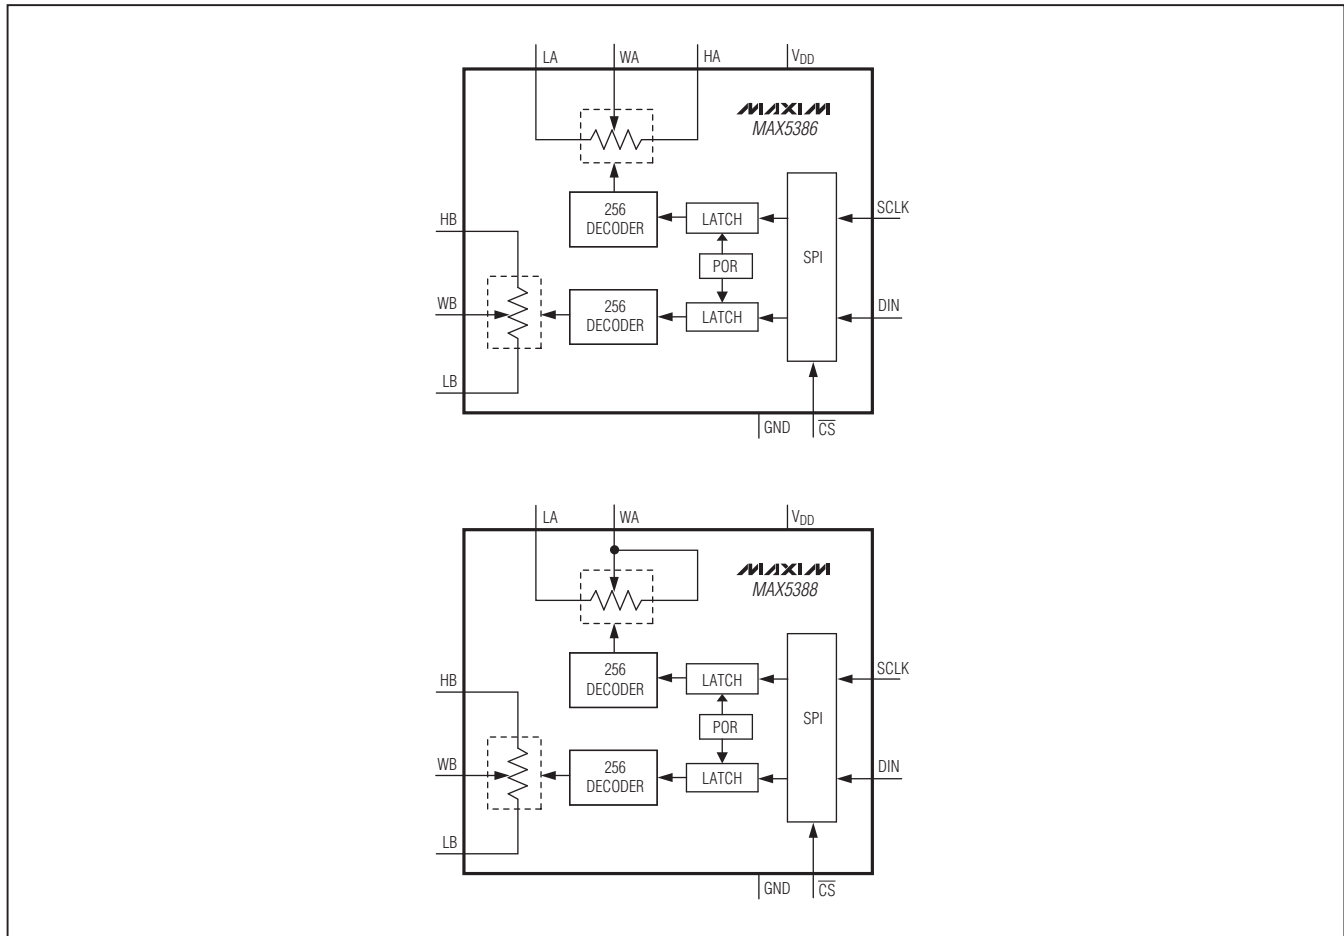 LA WA HA VDD
MAXIM
MAX5386
256
DECODER
LATCH
SCLK
HB
POR
SPI
WB
256
DECODER
LATCH
DIN
LB
GND CS
LA WA VDD
MAXIM
MAX5388
256
DECODER
LATCH
SCLK
HB
POR
SPI
WB
256
DECODER
LATCH
DIN
LB
GND CS